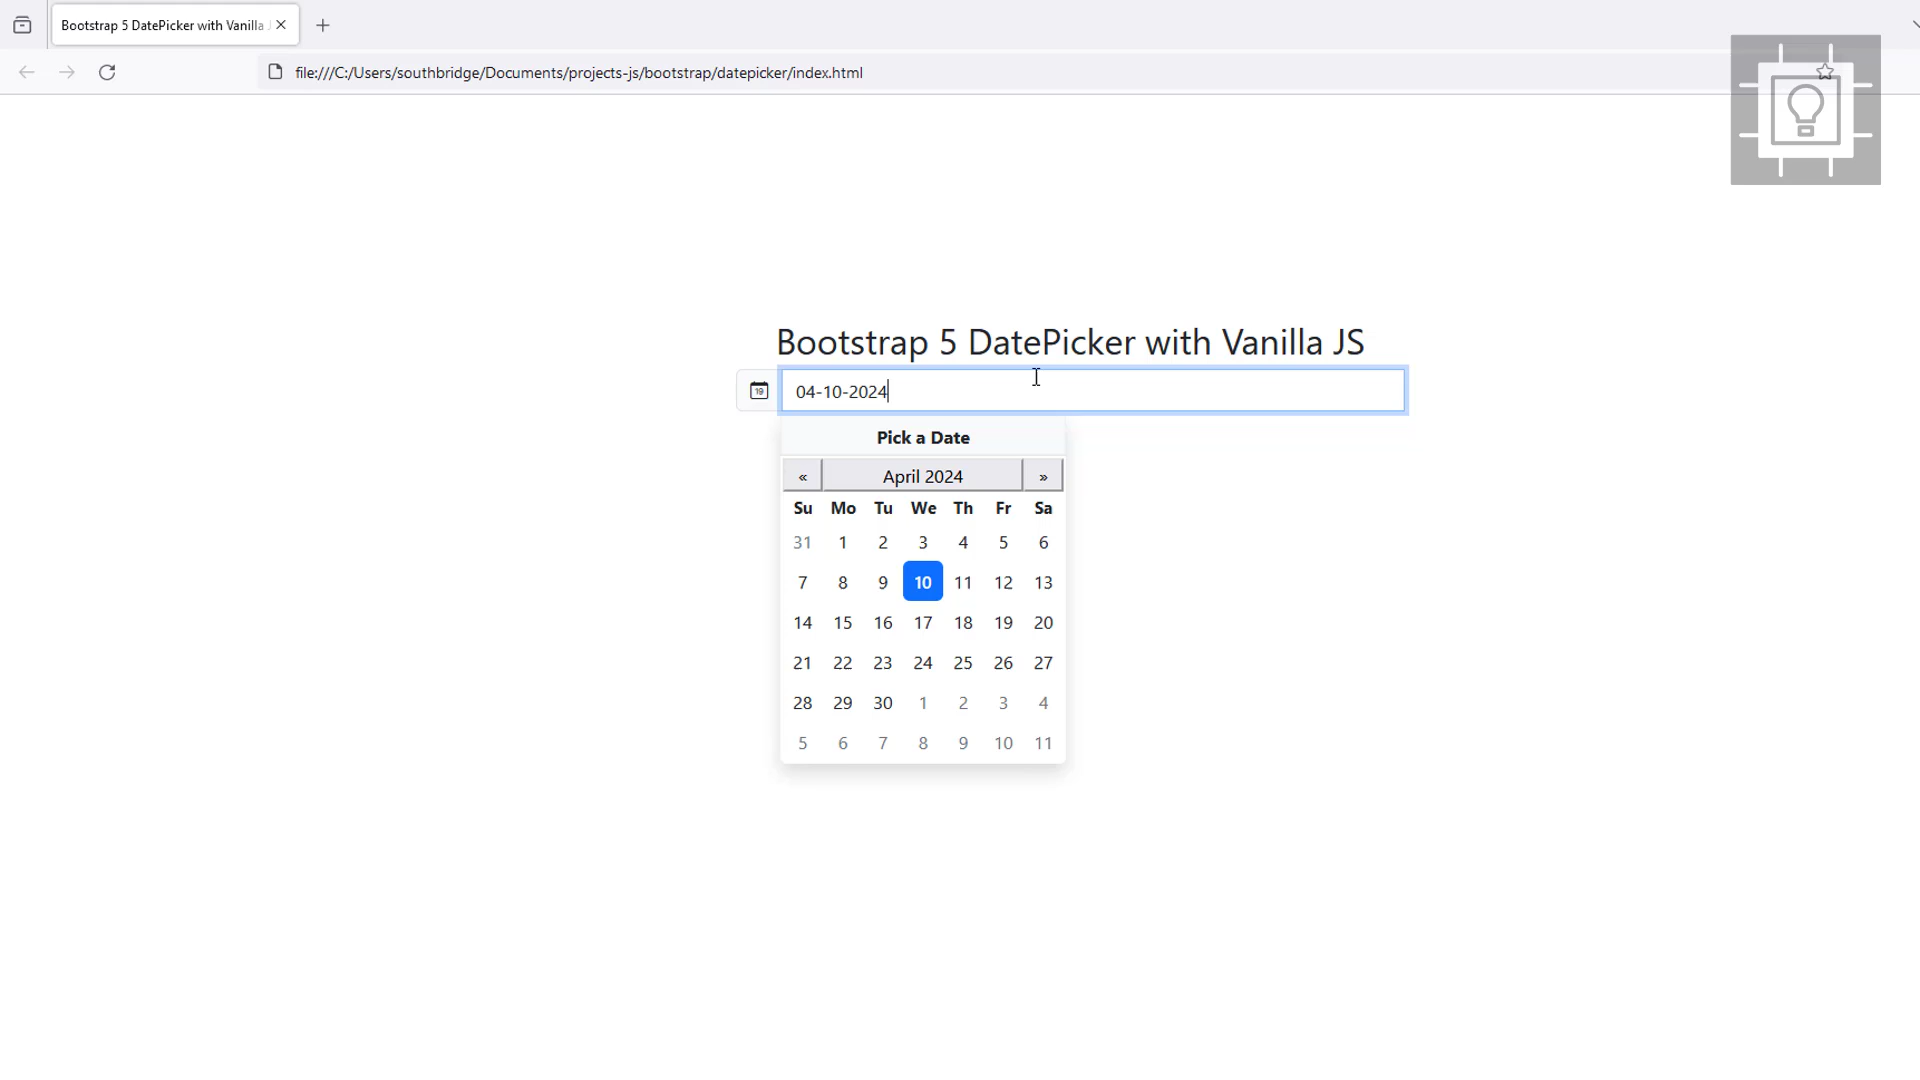 Bootstrap 5 DatePicker with Vanilla J
file:///C:/Users/southbridge/Documents/projects-js/bootstrap/datepicker/index.html
Bootstrap 5 DatePicker with Vanilla JS
19
04-10-2024
Pick a Date
« April 2024 »
Su Mo Tu We Th Fr Sa
31 1 2 3 4 5 6
7 8 9 10 11 12 13
14 15 16 17 18 19 20
21 22 23 24 25 26 27
28 29 30 1 2 3 4
5 6 7 8 9 10 11